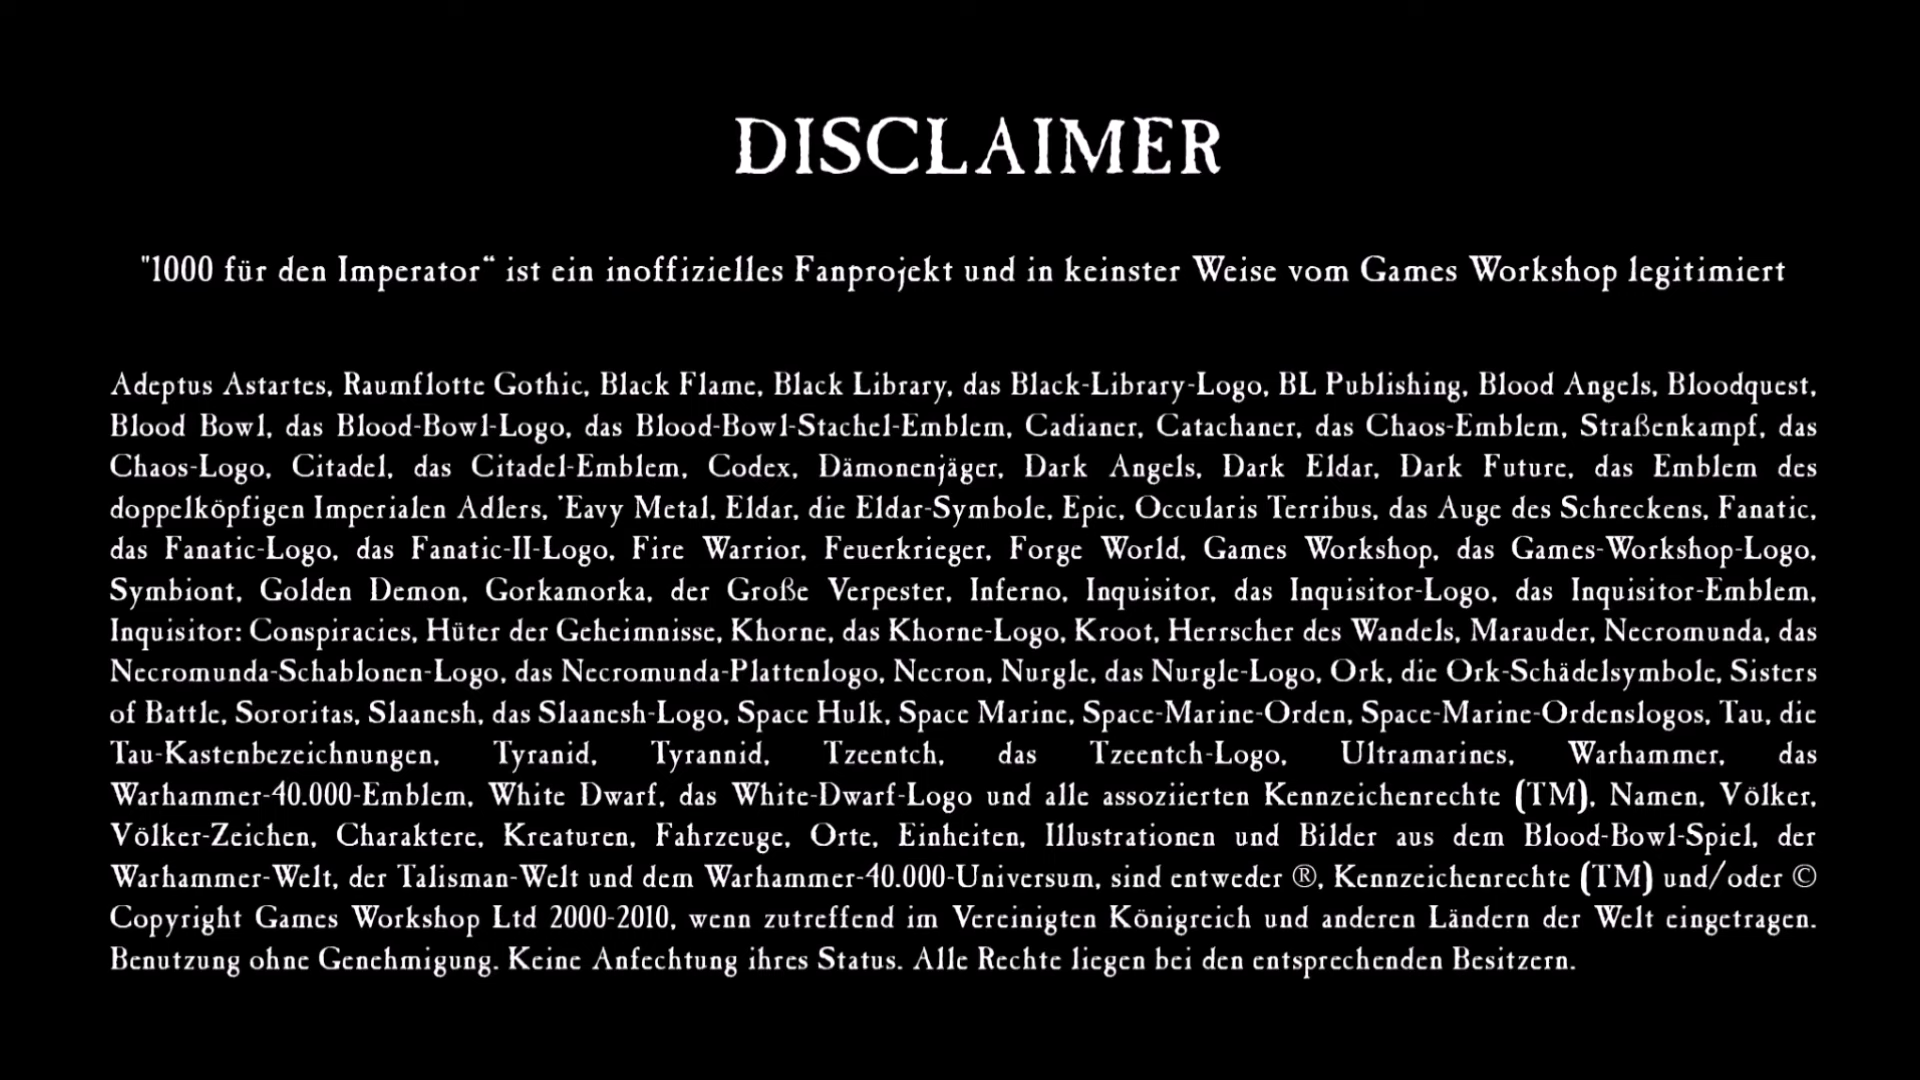 DISCLAIMER
"1000 für den Imperator“ ist ein inoffizielles Fanprojekt und in keinster Weise vom Games Workshop legitimiert
Adeptus Astartes, Raumflotte Gothic, Black Flame, Black Library, das Black-Library-Logo, BL Publishing, Blood Angels, Bloodquest,
Blood Bowl, das Blood-Bowl-Logo, das Blood-Bowl-Stachel-Emblem, Cadianer, Catachaner, das Chaos-Emblem, Straßenkampf, das
Chaos-Logo, Citadel, das Citadel-Emblem, Codex, Dämonenjäger, Dark Angels, Dark Eldar, Dark Future, das Emblem des
doppelköpfigen Imperialen Adlers, 'Eavy Metal, Eldar, die Eldar-Symbole, Epic, Occularis Terribus, das Auge des Schreckens, Fanatic,
das Fanatic-Logo, das Fanatic-II-Logo, Fire Warrior, Feuerkrieger, Forge World, Games Workshop, das Games-Workshop-Logo,
Symbiont, Golden Demon, Gorkamorka, der Große Verpester, Inferno, Inquisitor, das Inquisitor-Logo, das Inquisitor-Emblem,
Inquisitor: Conspiracies, Hüter der Geheimnisse, Khorne, das Khorne-Logo, Kroot, Herrscher des Wandels, Marauder, Necromunda, das
Necromunda-Schablonen-Logo, das Necromunda-Plattenlogo, Necron, Nurgle, das Nurgle-Logo, Ork, die Ork-Schädelsymbole, Sisters
of Battle, Sororitas, Slaanesh, das Slaanesh-Logo, Space Hulk, Space Marine, Space-Marine-Orden, Space-Marine-Ordenslogos, Tau, die
Tau-Kastenbezeichnungen, Tyranid, Tyrannid, Tzeentch, das Tzeentch-Logo, Ultramarines, Warhammer, das
Warhammer-40.000-Emblem, White Dwarf, das White-Dwarf-Logo und alle assoziierten Kennzeichenrechte (TM), Namen, Völker,
Völker-Zeichen, Charaktere, Kreaturen, Fahrzeuge, Orte, Einheiten, Illustrationen und Bilder aus dem Blood-Bowl-Spiel, der
Warhammer-Welt, der Talisman-Welt und dem Warhammer-40.000-Universum, sind entweder ®, Kennzeichenrechte (TM) und/oder ©
Copyright Games Workshop Ltd 2000-2010, wenn zutreffend im Vereinigten Königreich und anderen Ländern der Welt eingetragen.
Benutzung ohne Genehmigung. Keine Anfechtung ihres Status. Alle Rechte liegen bei den entsprechenden Besitzern.